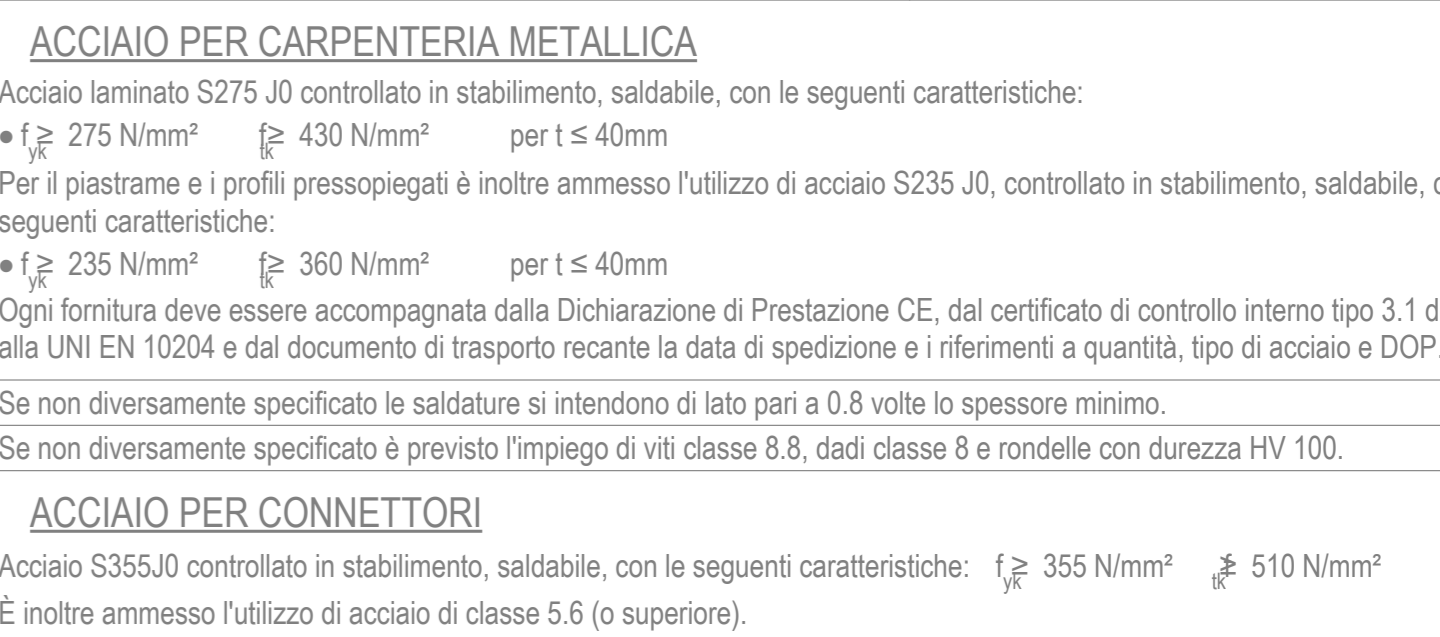 ACCIAIO PER CARPENTERIA METALLICA
Acciaio laminato S275 J0 controllato in stabilimento, saldabile, con le seguenti caratteristiche:
• fyk ≥ 275 N/mm² ftk ≥ 430 N/mm² per t ≤ 40mm
Per il piastrame e i profili pressopiegati è inoltre ammesso l'utilizzo di acciaio S235 J0, controllato in stabilimento, saldabile,
seguenti caratteristiche:
• fyk ≥ 235 N/mm² ftk ≥ 360 N/mm² per t ≤ 40mm
Ogni fornitura deve essere accompagnata dalla Dichiarazione di Prestazione CE, dal certificato di controllo interno tipo 3.1
alla UNI EN 10204 e dal documento di trasporto recante la data di spedizione e i riferimenti a quantità, tipo di acciaio e DOP.
Se non diversamente specificato le saldature si intendono di lato pari a 0.8 volte lo spessore minimo.
Se non diversamente specificato è previsto l'impiego di viti classe 8.8, dadi classe 8 e rondelle con durezza HV 100.
ACCIAIO PER CONNETTORI
Acciaio S355J0 controllato in stabilimento, saldabile, con le seguenti caratteristiche: fyk ≥ 355 N/mm² ftk ≥ 510 N/mm²
È inoltre ammesso l'utilizzo di acciaio di classe 5.6 (o superiore).